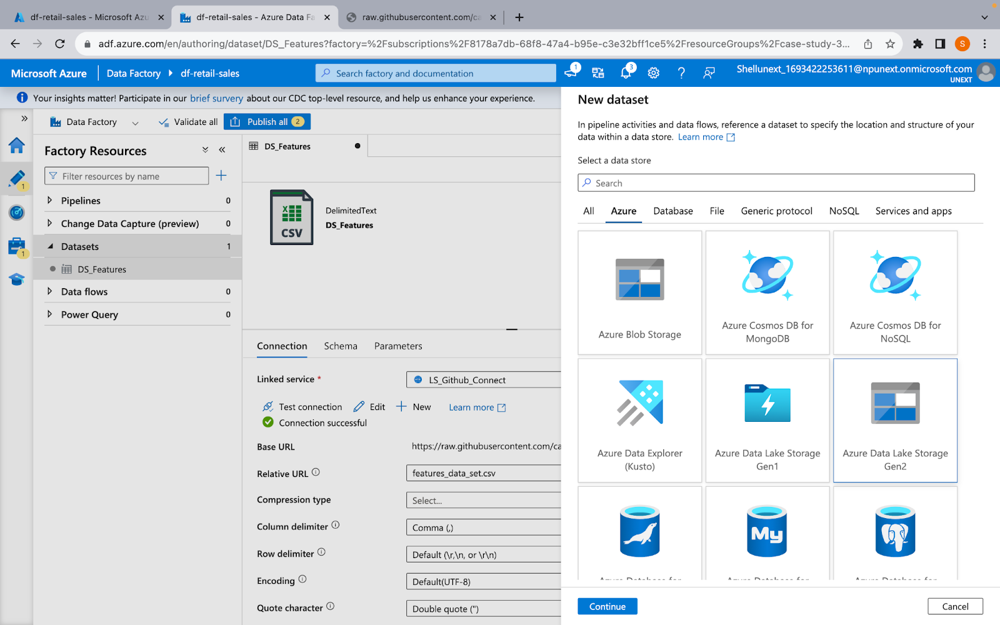 df-retail-sales - Microsoft Azu
df-retail-sales - Azure Data Fa
raw.githubusercontent.com/ca
adf.azure.com/en/authoring/dataset/DS_Features?factory=%2Fsubscriptions%2F8178a7db-68f8-47a4-b95e-c3e32bff1ce5%2FresourceGroups%2Fcase-study-3...
S
Microsoft Azure
Data Factory
df-retail-sales
Search factory and documentation
1
3
Shellunext_1693422253611@npunext.onmicrosoft.com
UNEXT
Your insights matter! Participate in our brief survey about our CDC top-level resource, and help us enhance your experience.
Data Factory
Validate all
Publish all 2
Factory Resources
Filter resources by name
1
1
Pipelines 0
Change Data Capture (preview) 0
Datasets 1
DS_Features
Data flows 0
Power Query 0
DS_Features
CSV
DelimitedText
DS_Features
Connection
Schema
Parameters
Linked service *
LS_Github_Connect
Test connection
Edit
New
Learn more
Connection successful
Base URL
https://raw.githubusercontent.com/ca
Relative URL
features_data_set.csv
Compression type
Select...
Column delimiter
Comma (,)
Row delimiter
Default (\r,\n, or \r\n)
Encoding
Default(UTF-8)
Quote character
Double quote (")
New dataset
In pipeline activities and data flows, reference a dataset to specify the location and structure of your
data within a data store. Learn more
Select a data store
Search
All
Azure
Database
File
Generic protocol
NoSQL
Services and apps
Azure Blob Storage
Azure Cosmos DB for
MongoDB
Azure Cosmos DB for
NoSQL
Azure Data Explorer
(Kusto)
Azure Data Lake Storage
Gen1
Azure Data Lake Storage
Gen2
My
Azure Database for
Azure Database for
Azure Database for
Continue
Cancel